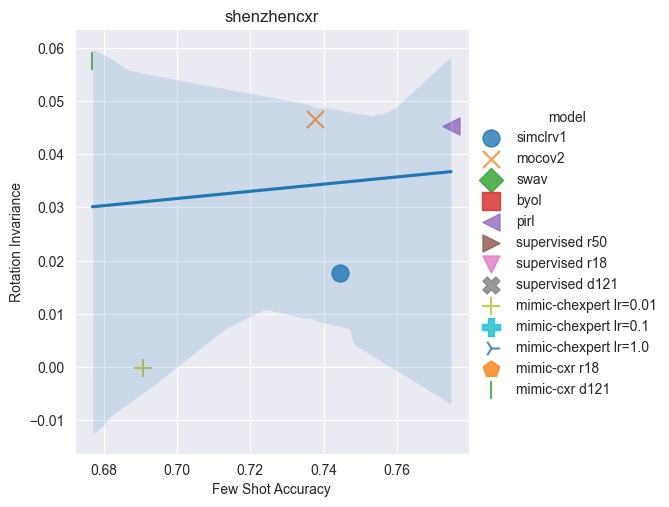 shenzhencxr
0.06
0.05
0.04
0.03
0.02
0.01
0.00
−0.01
Rotation Invariance
0.68 0.70 0.72 0.74 0.76
Few Shot Accuracy
model
simclrv1
mocov2
swav
byol
pirl
supervised r50
supervised r18
supervised d121
mimic-chexpert lr=0.01
mimic-chexpert lr=0.1
mimic-chexpert lr=1.0
mimic-cxr r18
mimic-cxr d121